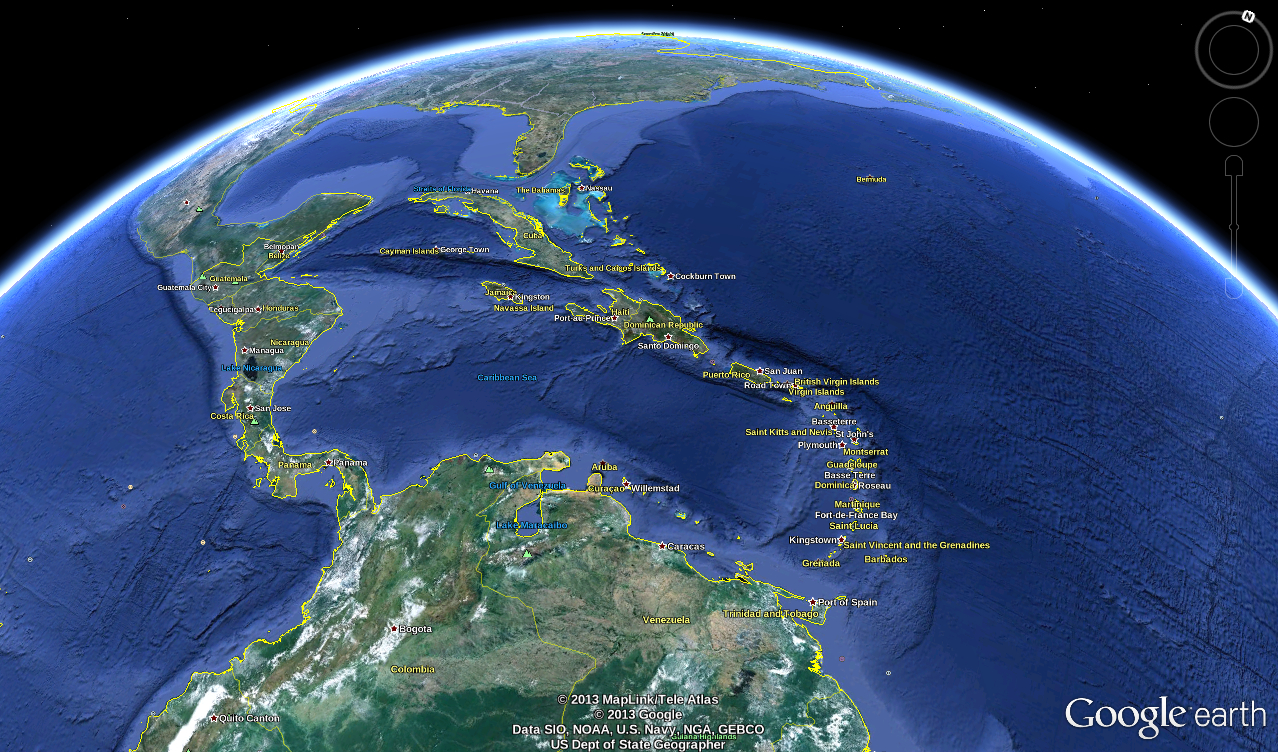 N
Bermuda
Straits of Florida
Havana
The Bahamas
Nassau
Cuba
Belmopan
Belize
Cayman Islands
George Town
Turks and Caicos Islands
Cockburn Town
Guatemala
Guatemala City
Jamaica
Kingston
Navassa Island
Tegucigalpa
Honduras
Haiti
Port-au-Prince
Dominican Republic
Nicaragua
Managua
Santo Domingo
Lake Nicaragua
Caribbean Sea
Puerto Rico
San Juan
Road Town
British Virgin Islands
Virgin Islands
San Jose
Costa Rica
Anguilla
Basseterre
Saint Kitts and Nevis
St John's
Plymouth
Montserrat
Panama
Panama
Aruba
Guadeloupe
Basse Terre
Gulf of Venezuela
Curaçao
Willemstad
Dominica
Roseau
Martinique
Fort-de-France Bay
Lake Maracaibo
Saint Lucia
Kingstown
Saint Vincent and the Grenadines
Caracas
Grenada
Barbados
Port of Spain
Trinidad and Tobago
Venezuela
Bogota
Colombia
Quito Canton
© 2013 MapLink/Tele Atlas
© 2013 Google
Data SIO, NOAA, U.S. Navy, NGA, GEBCO
Guiana Highlands
US Dept of State Geographer
Google earth